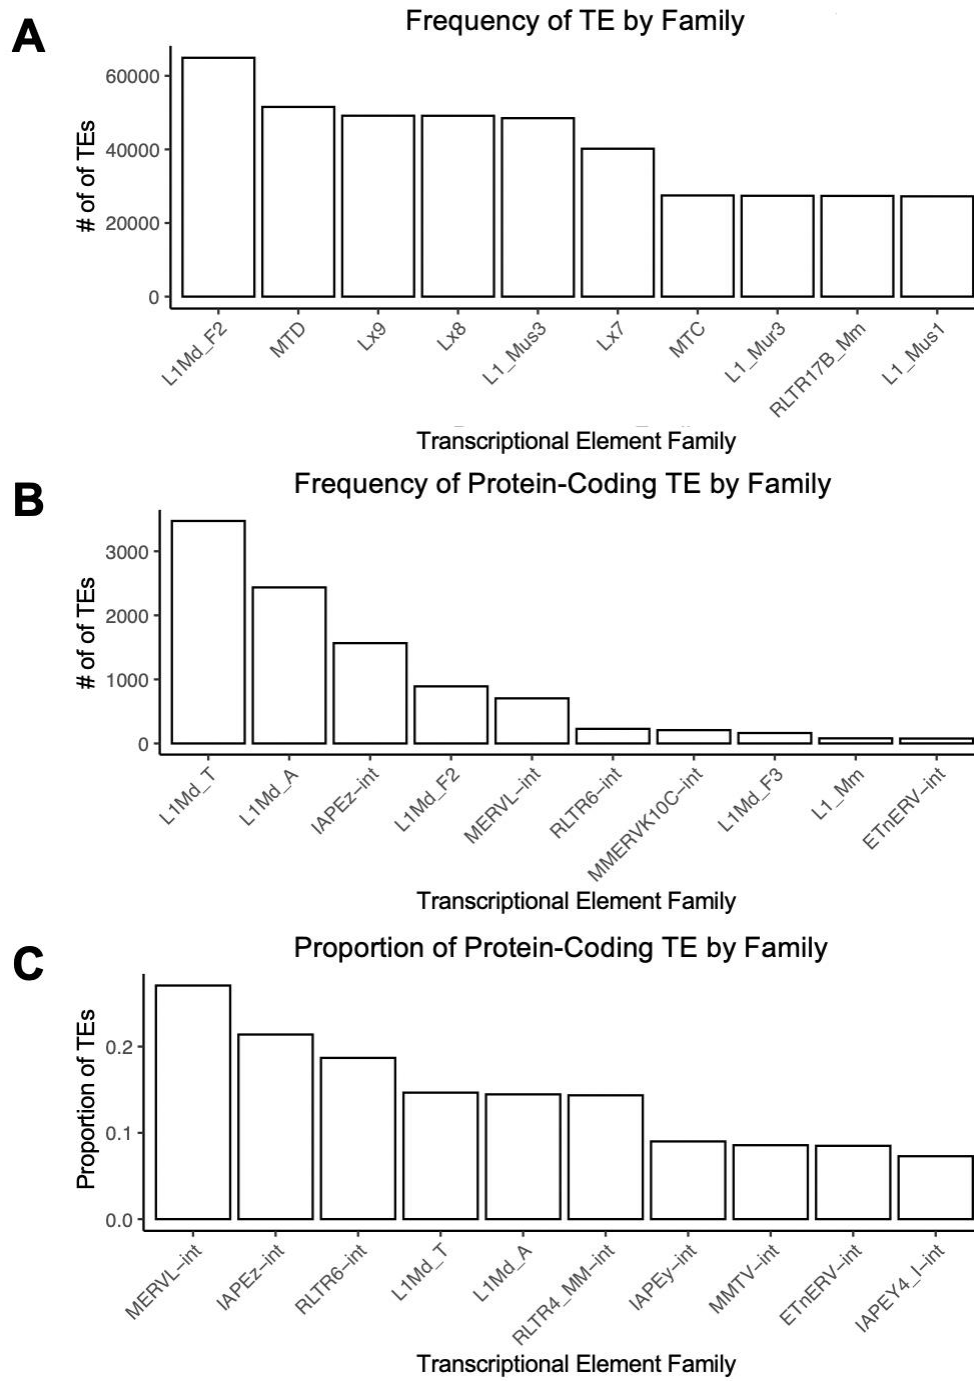 A
Frequency of TE by Family
# of of TEs
60000
40000
20000
0
L1Md_F2
MTD
Lx9
Lx8
L1_Mus3
Lx7
MTC
L1_Mur3
RLTR17B_Mm
L1_Mus1
Transcriptional Element Family
B
Frequency of Protein-Coding TE by Family
# of of TEs
3000
2000
1000
0
L1Md_T
L1Md_A
IAPEz-int
L1Md_F2
MERVL-int
RLTR6-int
MMERVK10C-int
L1Md_F3
L1_Mm
ETnERV-int
Transcriptional Element Family
C
Proportion of Protein-Coding TE by Family
Proportion of TEs
0.2
0.1
0.0
MERVL-int
IAPEz-int
RLTR6-int
L1Md_T
L1Md_A
RLTR4_MM-int
IAPEy-int
MMTV-int
ETnERV-int
IAPEY4_I-int
Transcriptional Element Family